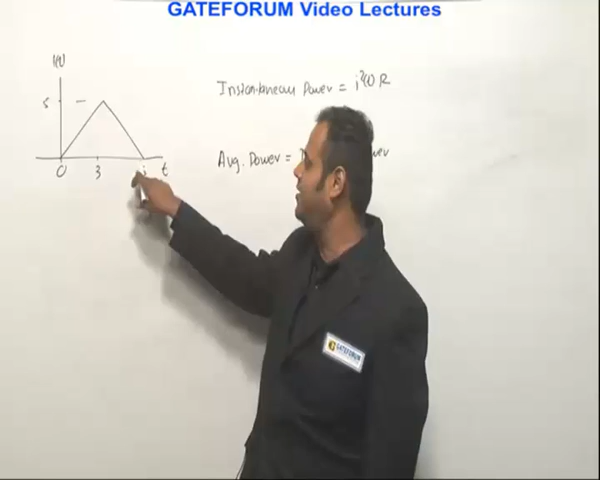 GATEFORUM Video Lectures
Instantaneous Power = i²(t) R
5
Avg. Power =
0 3 t
GATEFORUM